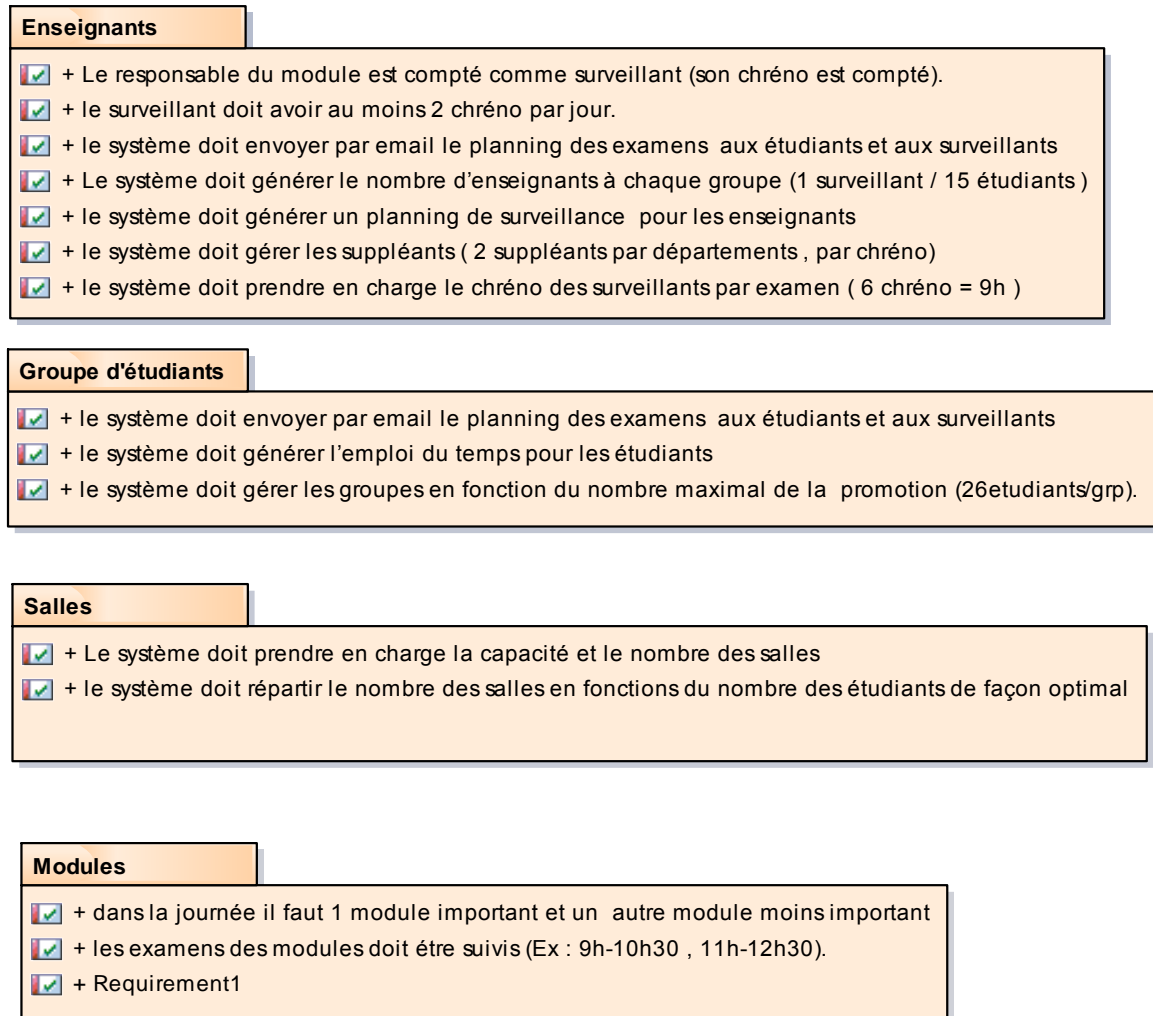 Enseignants
+ Le responsable du module est compté comme surveillant (son chréno est compté).
+ le surveillant doit avoir au moins 2 chréno par jour.
+ le système doit envoyer par email le planning des examens aux étudiants et aux surveillants
+ Le système doit générer le nombre d'enseignants à chaque groupe (1 surveillant / 15 étudiants )
+ le système doit générer un planning de surveillance pour les enseignants
+ le système doit gérer les suppléants ( 2 suppléants par départements , par chréno)
+ le système doit prendre en charge le chréno des surveillants par examen ( 6 chréno = 9h )
Groupe d'étudiants
+ le système doit envoyer par email le planning des examens aux étudiants et aux surveillants
+ le système doit générer l'emploi du temps pour les étudiants
+ le système doit gérer les groupes en fonction du nombre maximal de la promotion (26etudiants/grp).
Salles
+ Le système doit prendre en charge la capacité et le nombre des salles
+ le système doit répartir le nombre des salles en fonctions du nombre des étudiants de façon optimal
Modules
+ dans la journée il faut 1 module important et un autre module moins important
+ les examens des modules doit étre suivis (Ex : 9h-10h30 , 11h-12h30).
+ Requirement1